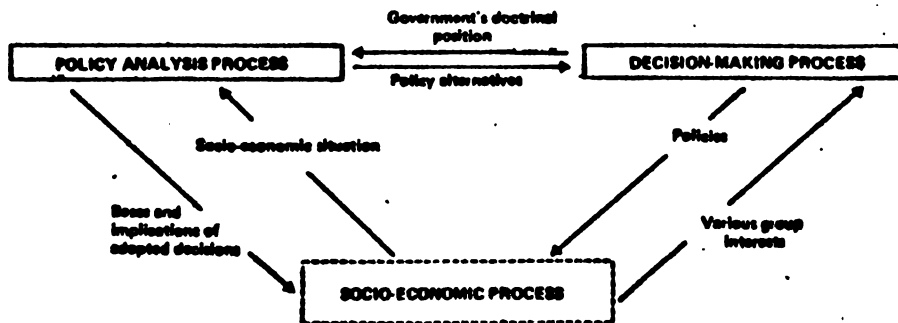 Government's doctrinal
position
POLICY ANALYSIS PROCESS
DECISION-MAKING PROCESS
Policy alternatives
Socio-economic situation
Policies
Bases and
implications of
adopted decisions
Various group
interests
SOCIO-ECONOMIC PROCESS